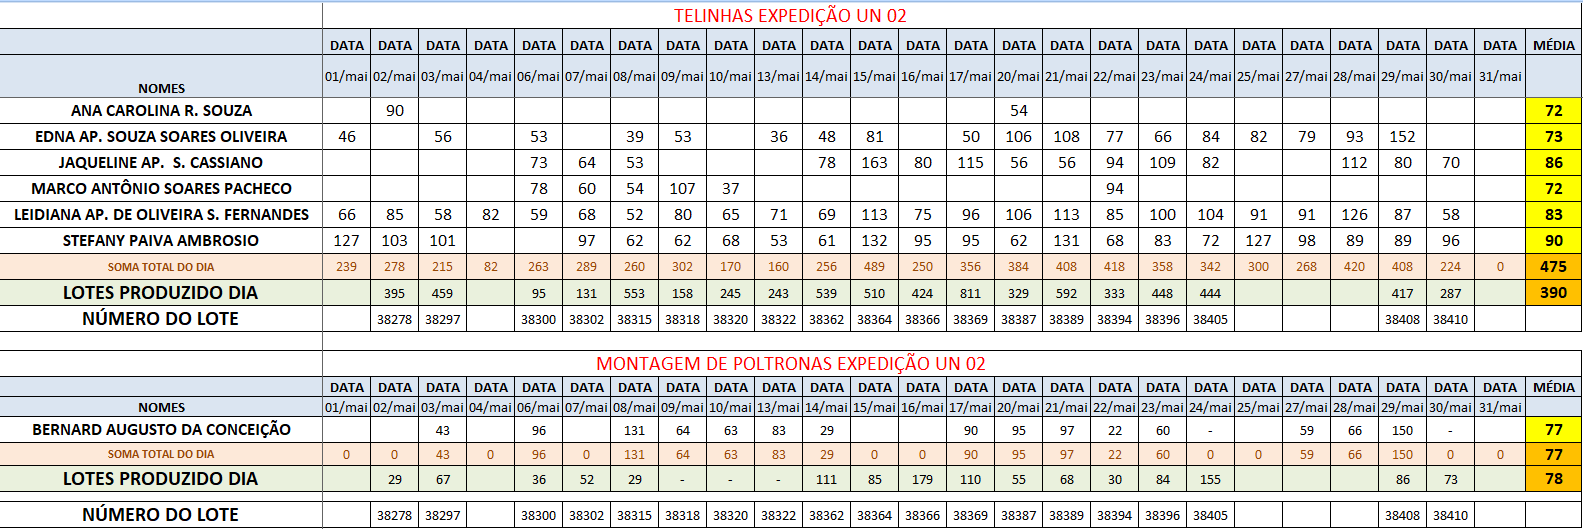 TELINHAS EXPEDIÇÃO UN 02
DATA DATA DATA DATA DATA DATA DATA DATA DATA DATA DATA DATA DATA DATA DATA DATA DATA DATA DATA DATA DATA DATA DATA DATA DATA MÉDIA
NOMES 01/mai 02/mai 03/mai 04/mai 06/mai 07/mai 08/mai 09/mai 10/mai 13/mai 14/mai 15/mai 16/mai 17/mai 20/mai 21/mai 22/mai 23/mai 24/mai 25/mai 27/mai 28/mai 29/mai 30/mai 31/mai
ANA CAROLINA R. SOUZA 90 54 72
EDNA AP. SOUZA SOARES OLIVEIRA 46 56 53 39 53 36 48 81 50 106 108 77 66 84 82 79 93 152 73
JAQUELINE AP. S. CASSIANO 73 64 53 78 163 80 115 56 56 94 109 82 112 80 70 86
MARCO ANTÔNIO SOARES PACHECO 78 60 54 107 37 94 72
LEIDIANA AP. DE OLIVEIRA S. FERNANDES 66 85 58 82 59 68 52 80 65 71 69 113 75 96 106 113 85 100 104 91 91 126 87 58 83
STEFANY PAIVA AMBROSIO 127 103 101 97 62 62 68 53 61 132 95 95 62 131 68 83 72 127 98 89 89 96 90
SOMA TOTAL DO DIA 239 278 215 82 263 289 260 302 170 160 256 489 250 356 384 408 418 358 342 300 268 420 408 224 0 475
LOTES PRODUZIDO DIA 395 459 95 131 553 158 245 243 539 510 424 811 329 592 333 448 444 417 287 390
NÚMERO DO LOTE 38278 38297 38300 38302 38315 38318 38320 38322 38362 38364 38366 38369 38387 38389 38394 38396 38405 38408 38410
MONTAGEM DE POLTRONAS EXPEDIÇÃO UN 02
DATA DATA DATA DATA DATA DATA DATA DATA DATA DATA DATA DATA DATA DATA DATA DATA DATA DATA DATA DATA DATA DATA DATA DATA DATA MÉDIA
NOMES 01/mai 02/mai 03/mai 04/mai 06/mai 07/mai 08/mai 09/mai 10/mai 13/mai 14/mai 15/mai 16/mai 17/mai 20/mai 21/mai 22/mai 23/mai 24/mai 25/mai 27/mai 28/mai 29/mai 30/mai 31/mai
BERNARD AUGUSTO DA CONCEIÇÃO 43 96 131 64 63 83 29 90 95 97 22 60 - 59 66 150 - 77
SOMA TOTAL DO DIA 0 0 43 0 96 0 131 64 63 83 29 0 0 90 95 97 22 60 0 0 59 66 150 0 0 77
LOTES PRODUZIDO DIA 29 67 36 52 29 - - - 111 85 179 110 55 68 30 84 155 86 73 78
NÚMERO DO LOTE 38278 38297 38300 38302 38315 38318 38320 38322 38362 38364 38366 38369 38387 38389 38394 38396 38405 38408 38410